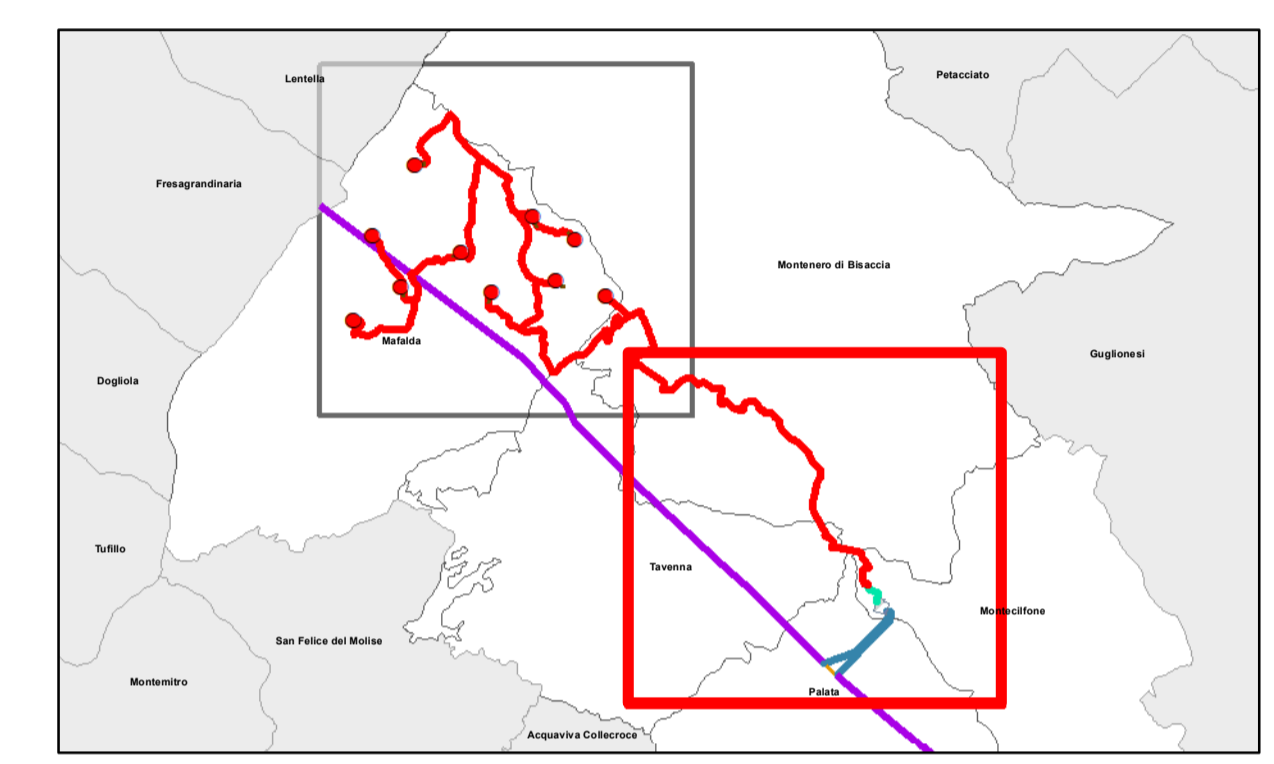 Petacciato
Lentella
Fresagrandinaria
Montenero di Bisaccia
Mafalda
Guglionesi
Dogliola
Tufillo
Tavenna
Montecilfone
San Felice del Molise
Montemitro
Palata
Acquaviva Collecroce